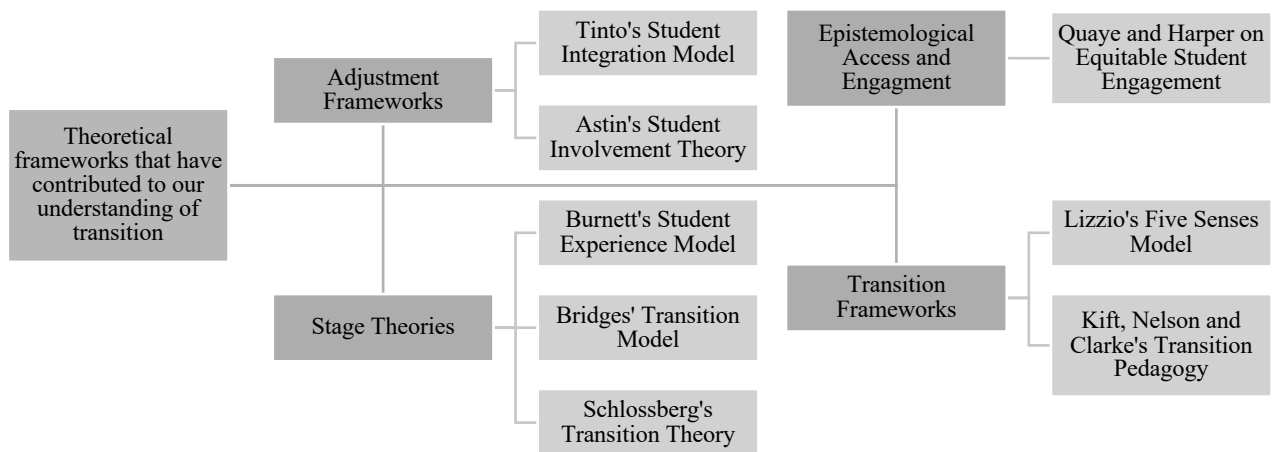 Theoretical
frameworks that have
contributed to our
understanding of
transition
Adjustment
Frameworks
Tinto's Student
Integration Model
Astin's Student
Involvement Theory
Stage Theories
Burnett's Student
Experience Model
Bridges' Transition
Model
Schlossberg's
Transition Theory
Epistemological
Access and
Engagment
Quaye and Harper on
Equitable Student
Engagement
Transition
Frameworks
Lizzio's Five Senses
Model
Kift, Nelson and
Clarke's Transition
Pedagogy